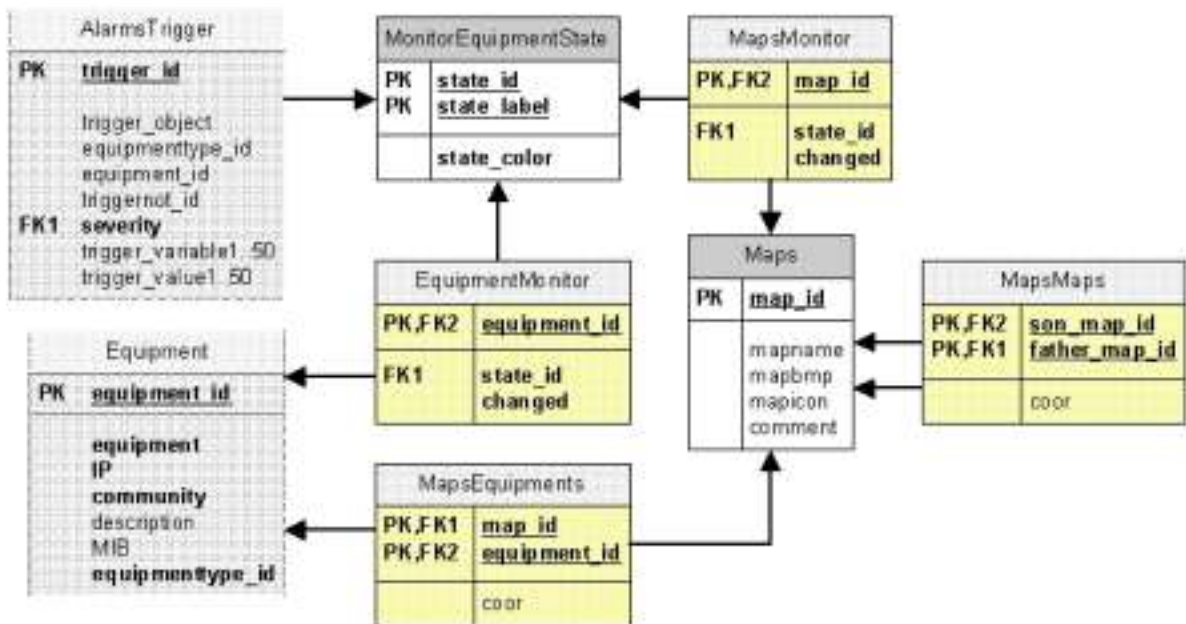 AlarmsTrigger
PK trigger_id
trigger_object
equipmenttype_id
equipment_id
triggernot_id
FK1 severity
trigger_variable1..50
trigger_value1..50
MonitorEquipmentState
PK state_id
PK state_label
state_color
MapsMonitor
PK,FK2 map_id
FK1 state_id
changed
EquipmentMonitor
PK,FK2 equipment_id
FK1 state_id
changed
Maps
PK map_id
mapname
mapbmp
mapicon
comment
MapsMaps
PK,FK2 son_map_id
PK,FK1 father_map_id
coor
Equipment
PK equipment_id
equipment
IP
community
description
MIB
equipmenttype_id
MapsEquipments
PK,FK1 map_id
PK,FK2 equipment_id
coor